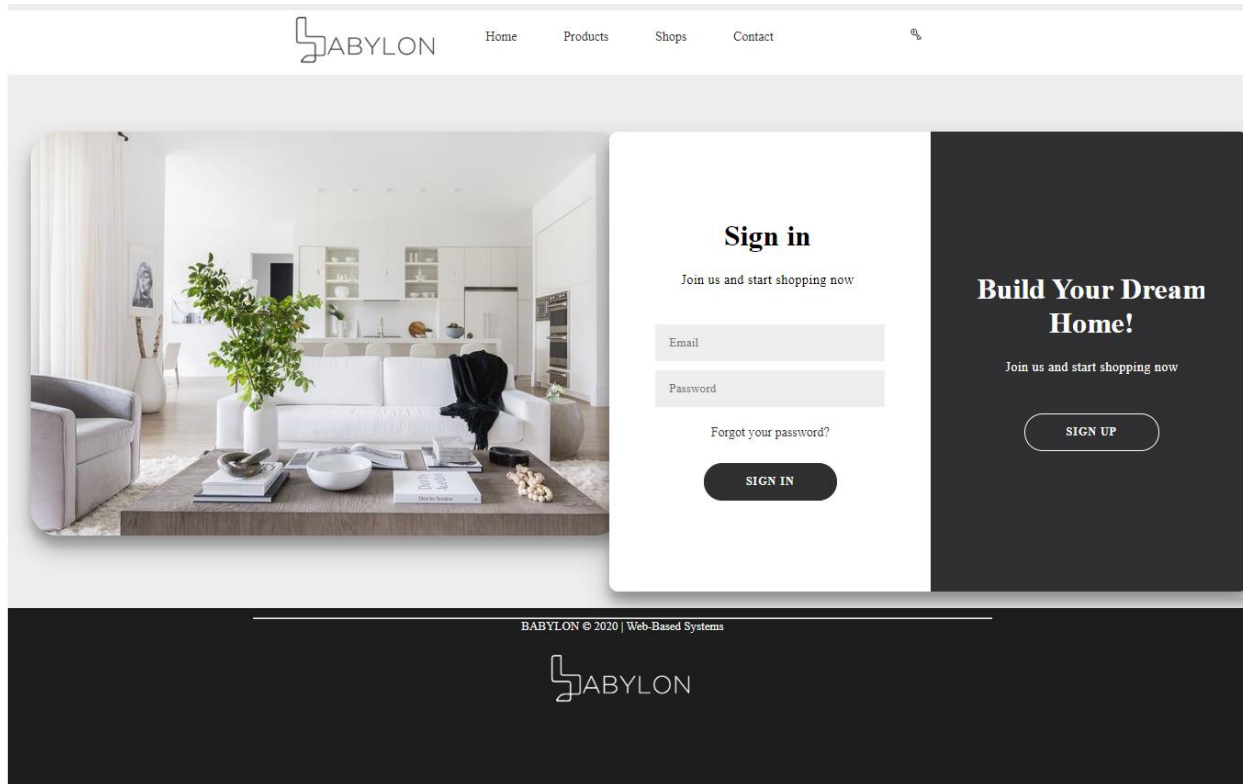 BABYLON
Home Products Shops Contact
Sign in
Join us and start shopping now
Email
Password
Forgot your password?
SIGN IN
Build Your Dream
Home!
Join us and start shopping now
SIGN UP
BABYLON © 2020 | Web-Based Systems
BABYLON